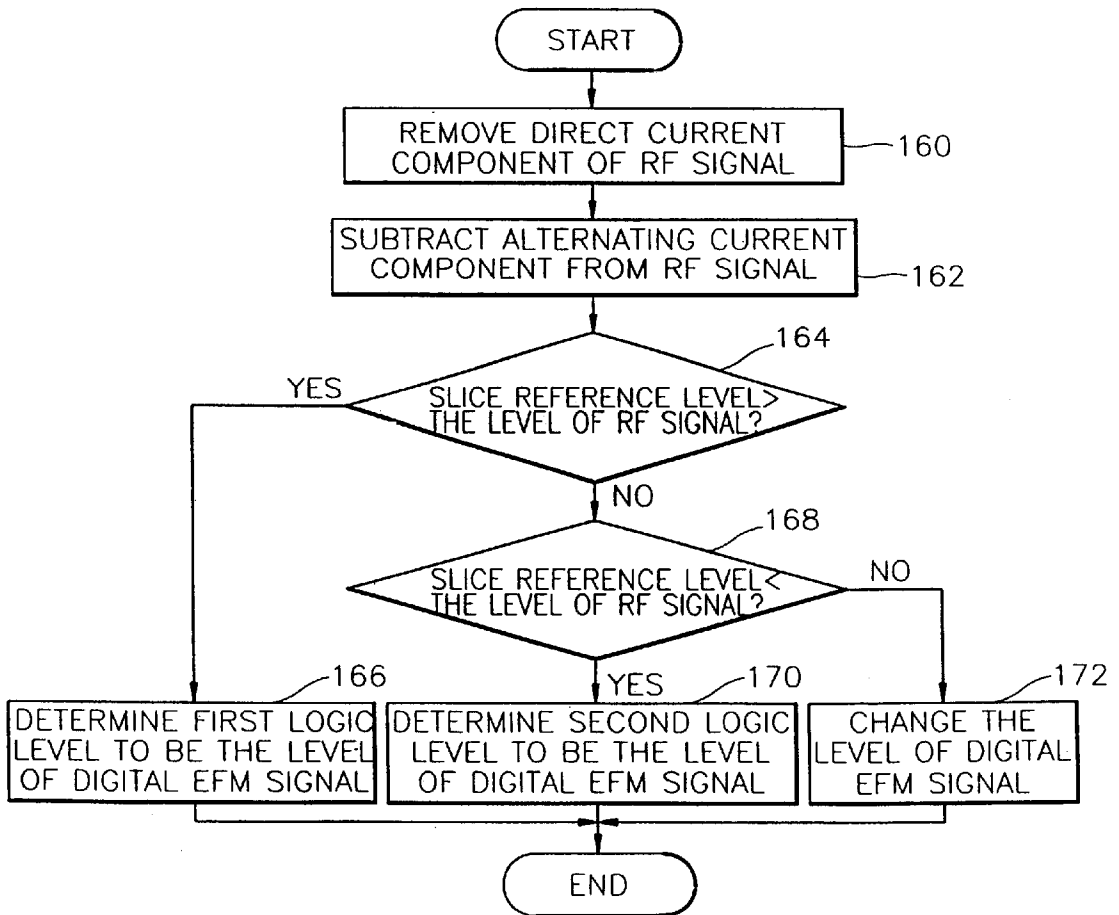 START
REMOVE DIRECT CURRENT
COMPONENT OF RF SIGNAL
160
SUBTRACT ALTERNATING CURRENT
COMPONENT FROM RF SIGNAL
162
164
YES
SLICE REFERENCE LEVEL>
THE LEVEL OF RF SIGNAL?
NO
168
SLICE REFERENCE LEVEL<
THE LEVEL OF RF SIGNAL?
NO
166
YES
170
172
DETERMINE FIRST LOGIC
LEVEL TO BE THE LEVEL
OF DIGITAL EFM SIGNAL
DETERMINE SECOND LOGIC
LEVEL TO BE THE LEVEL
OF DIGITAL EFM SIGNAL
CHANGE THE
LEVEL OF DIGITAL
EFM SIGNAL
END